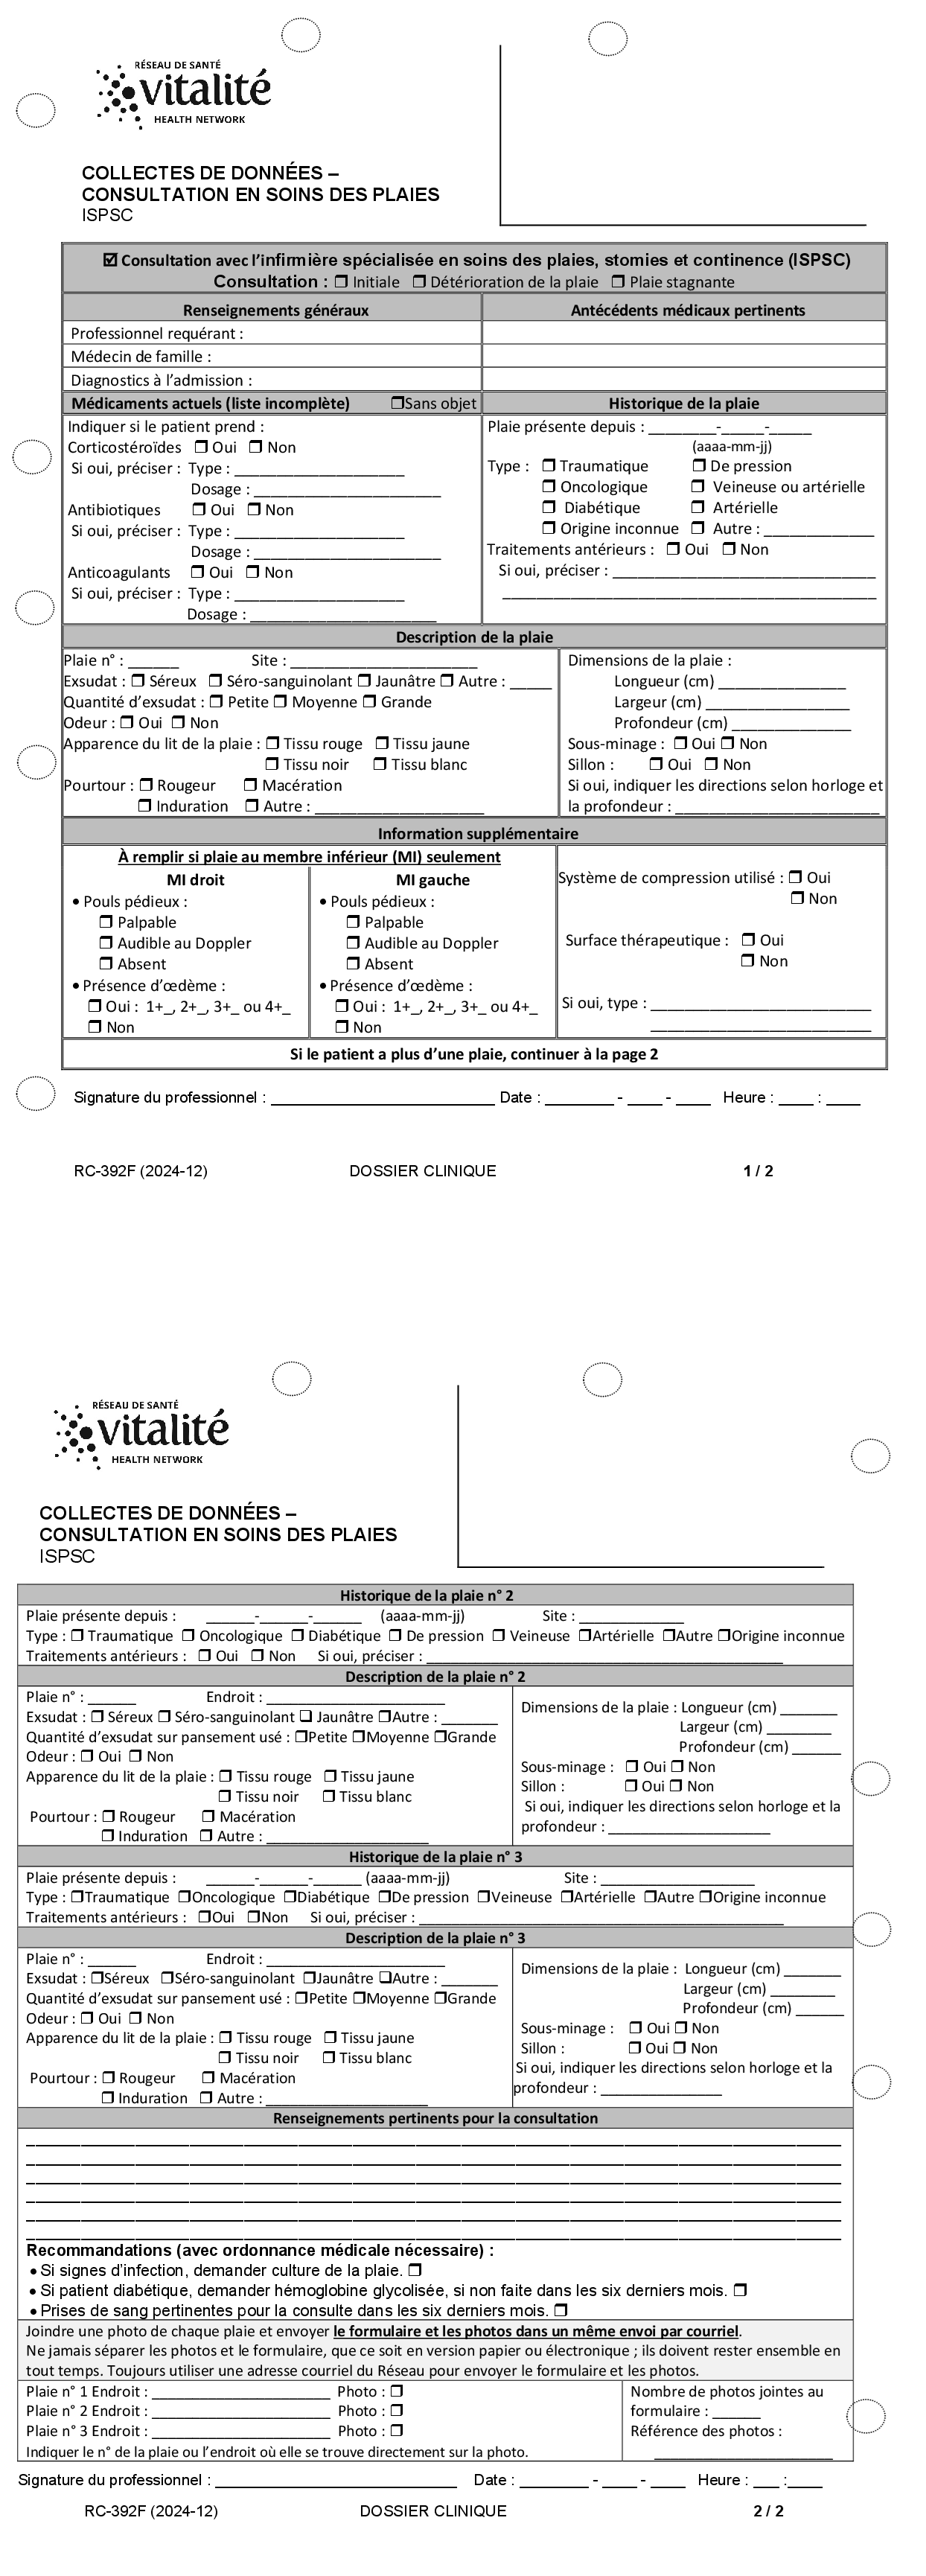 RÉSEAU DE SANTÉ
vitalité
HEALTH NETWORK
COLLECTES DE DONNÉES –
CONSULTATION EN SOINS DES PLAIES
ISPSC
☑ Consultation avec l'infirmière spécialisée en soins des plaies, stomies et continence (ISPSC)
Consultation : ❒ Initiale ❒ Détérioration de la plaie ❒ Plaie stagnante
Renseignements généraux
Antécédents médicaux pertinents
Professionnel requérant :
Médecin de famille :
Diagnostics à l'admission :
Médicaments actuels (liste incomplète) ❒Sans objet
Historique de la plaie
Indiquer si le patient prend :
Corticostéroïdes ❒ Oui ❒ Non
Si oui, préciser : Type : ____________________
Dosage : ______________________
Antibiotiques ❒ Oui ❒ Non
Si oui, préciser : Type : ____________________
Dosage : ______________________
Anticoagulants ❒ Oui ❒ Non
Si oui, préciser : Type : ____________________
Dosage : ______________________
Plaie présente depuis : ________-_____-_____
(aaaa-mm-jj)
Type : ❒ Traumatique ❒ De pression
❒ Oncologique ❒ Veineuse ou artérielle
❒ Diabétique ❒ Artérielle
❒ Origine inconnue ❒ Autre : _____________
Traitements antérieurs : ❒ Oui ❒ Non
Si oui, préciser : _______________________________
____________________________________________
Description de la plaie
Plaie n° : ______ Site : ______________________
Exsudat : ❒ Séreux ❒ Séro-sanguinolant ❒ Jaunâtre ❒ Autre : _____
Quantité d'exsudat : ❒ Petite ❒ Moyenne ❒ Grande
Odeur : ❒ Oui ❒ Non
Apparence du lit de la plaie : ❒ Tissu rouge ❒ Tissu jaune
❒ Tissu noir ❒ Tissu blanc
Pourtour : ❒ Rougeur ❒ Macération
❒ Induration ❒ Autre : ____________________
Dimensions de la plaie :
Longueur (cm) _______________
Largeur (cm) _________________
Profondeur (cm) ______________
Sous-minage : ❒ Oui ❒ Non
Sillon : ❒ Oui ❒ Non
Si oui, indiquer les directions selon horloge et
la profondeur : ________________________
Information supplémentaire
À remplir si plaie au membre inférieur (MI) seulement
MI droit
• Pouls pédieux :
❒ Palpable
❒ Audible au Doppler
❒ Absent
• Présence d'œdème :
❒ Oui : 1+_, 2+_, 3+_ ou 4+_
❒ Non
MI gauche
• Pouls pédieux :
❒ Palpable
❒ Audible au Doppler
❒ Absent
• Présence d'œdème :
❒ Oui : 1+_, 2+_, 3+_ ou 4+_
❒ Non
Système de compression utilisé : ❒ Oui
❒ Non
Surface thérapeutique : ❒ Oui
❒ Non
Si oui, type : __________________________
__________________________
Si le patient a plus d'une plaie, continuer à la page 2
Signature du professionnel : __________________________ Date : ________ - ____ - ____ Heure : ____ : ____
RC-392F (2024-12) DOSSIER CLINIQUE 1 / 2
RÉSEAU DE SANTÉ
vitalité
HEALTH NETWORK
COLLECTES DE DONNÉES –
CONSULTATION EN SOINS DES PLAIES
ISPSC
Historique de la plaie n° 2
Plaie présente depuis : ______-______-______ (aaaa-mm-jj) Site : _____________
Type : ❒ Traumatique ❒ Oncologique ❒ Diabétique ❒ De pression ❒ Veineuse ❒Artérielle ❒Autre ❒Origine inconnue
Traitements antérieurs : ❒ Oui ❒ Non Si oui, préciser : ____________________________________________
Description de la plaie n° 2
Plaie n° : ______ Endroit : ______________________
Exsudat : ❒ Séreux ❒ Séro-sanguinolant ❒ Jaunâtre ❒Autre : _______
Quantité d'exsudat sur pansement usé : ❒Petite ❒Moyenne ❒Grande
Odeur : ❒ Oui ❒ Non
Apparence du lit de la plaie : ❒ Tissu rouge ❒ Tissu jaune
❒ Tissu noir ❒ Tissu blanc
Pourtour : ❒ Rougeur ❒ Macération
❒ Induration ❒ Autre : ____________________
Dimensions de la plaie : Longueur (cm) _______
Largeur (cm) ________
Profondeur (cm) ______
Sous-minage : ❒ Oui ❒ Non
Sillon : ❒ Oui ❒ Non
Si oui, indiquer les directions selon horloge et la
profondeur : ____________________
Historique de la plaie n° 3
Plaie présente depuis : ______-______-______ (aaaa-mm-jj) Site : ___________________
Type : ❒Traumatique ❒Oncologique ❒Diabétique ❒De pression ❒Veineuse ❒Artérielle ❒Autre ❒Origine inconnue
Traitements antérieurs : ❒Oui ❒Non Si oui, préciser : _____________________________________________
Description de la plaie n° 3
Plaie n° : ______ Endroit : ______________________
Exsudat : ❒Séreux ❒Séro-sanguinolant ❒Jaunâtre ❒Autre : _______
Quantité d'exsudat sur pansement usé : ❒Petite ❒Moyenne ❒Grande
Odeur : ❒ Oui ❒ Non
Apparence du lit de la plaie : ❒ Tissu rouge ❒ Tissu jaune
❒ Tissu noir ❒ Tissu blanc
Pourtour : ❒ Rougeur ❒ Macération
❒ Induration ❒ Autre : ____________________
Dimensions de la plaie : Longueur (cm) _______
Largeur (cm) ________
Profondeur (cm) ______
Sous-minage : ❒ Oui ❒ Non
Sillon : ❒ Oui ❒ Non
Si oui, indiquer les directions selon horloge et la
profondeur : _______________
Renseignements pertinents pour la consultation
Recommandations (avec ordonnance médicale nécessaire) :
• Si signes d'infection, demander culture de la plaie. ❒
• Si patient diabétique, demander hémoglobine glycolisée, si non faite dans les six derniers mois. ❒
• Prises de sang pertinentes pour la consulte dans les six derniers mois. ❒
Joindre une photo de chaque plaie et envoyer le formulaire et les photos dans un même envoi par courriel.
Ne jamais séparer les photos et le formulaire, que ce soit en version papier ou électronique ; ils doivent rester ensemble en
tout temps. Toujours utiliser une adresse courriel du Réseau pour envoyer le formulaire et les photos.
Plaie n° 1 Endroit : ______________________ Photo : ❒
Plaie n° 2 Endroit : ______________________ Photo : ❒
Plaie n° 3 Endroit : ______________________ Photo : ❒
Indiquer le n° de la plaie ou l'endroit où elle se trouve directement sur la photo.
Nombre de photos jointes au
formulaire : ______
Référence des photos :
______________________
Signature du professionnel : ____________________________ Date : ________ - ____ - ____ Heure : ___ :____
RC-392F (2024-12) DOSSIER CLINIQUE 2 / 2